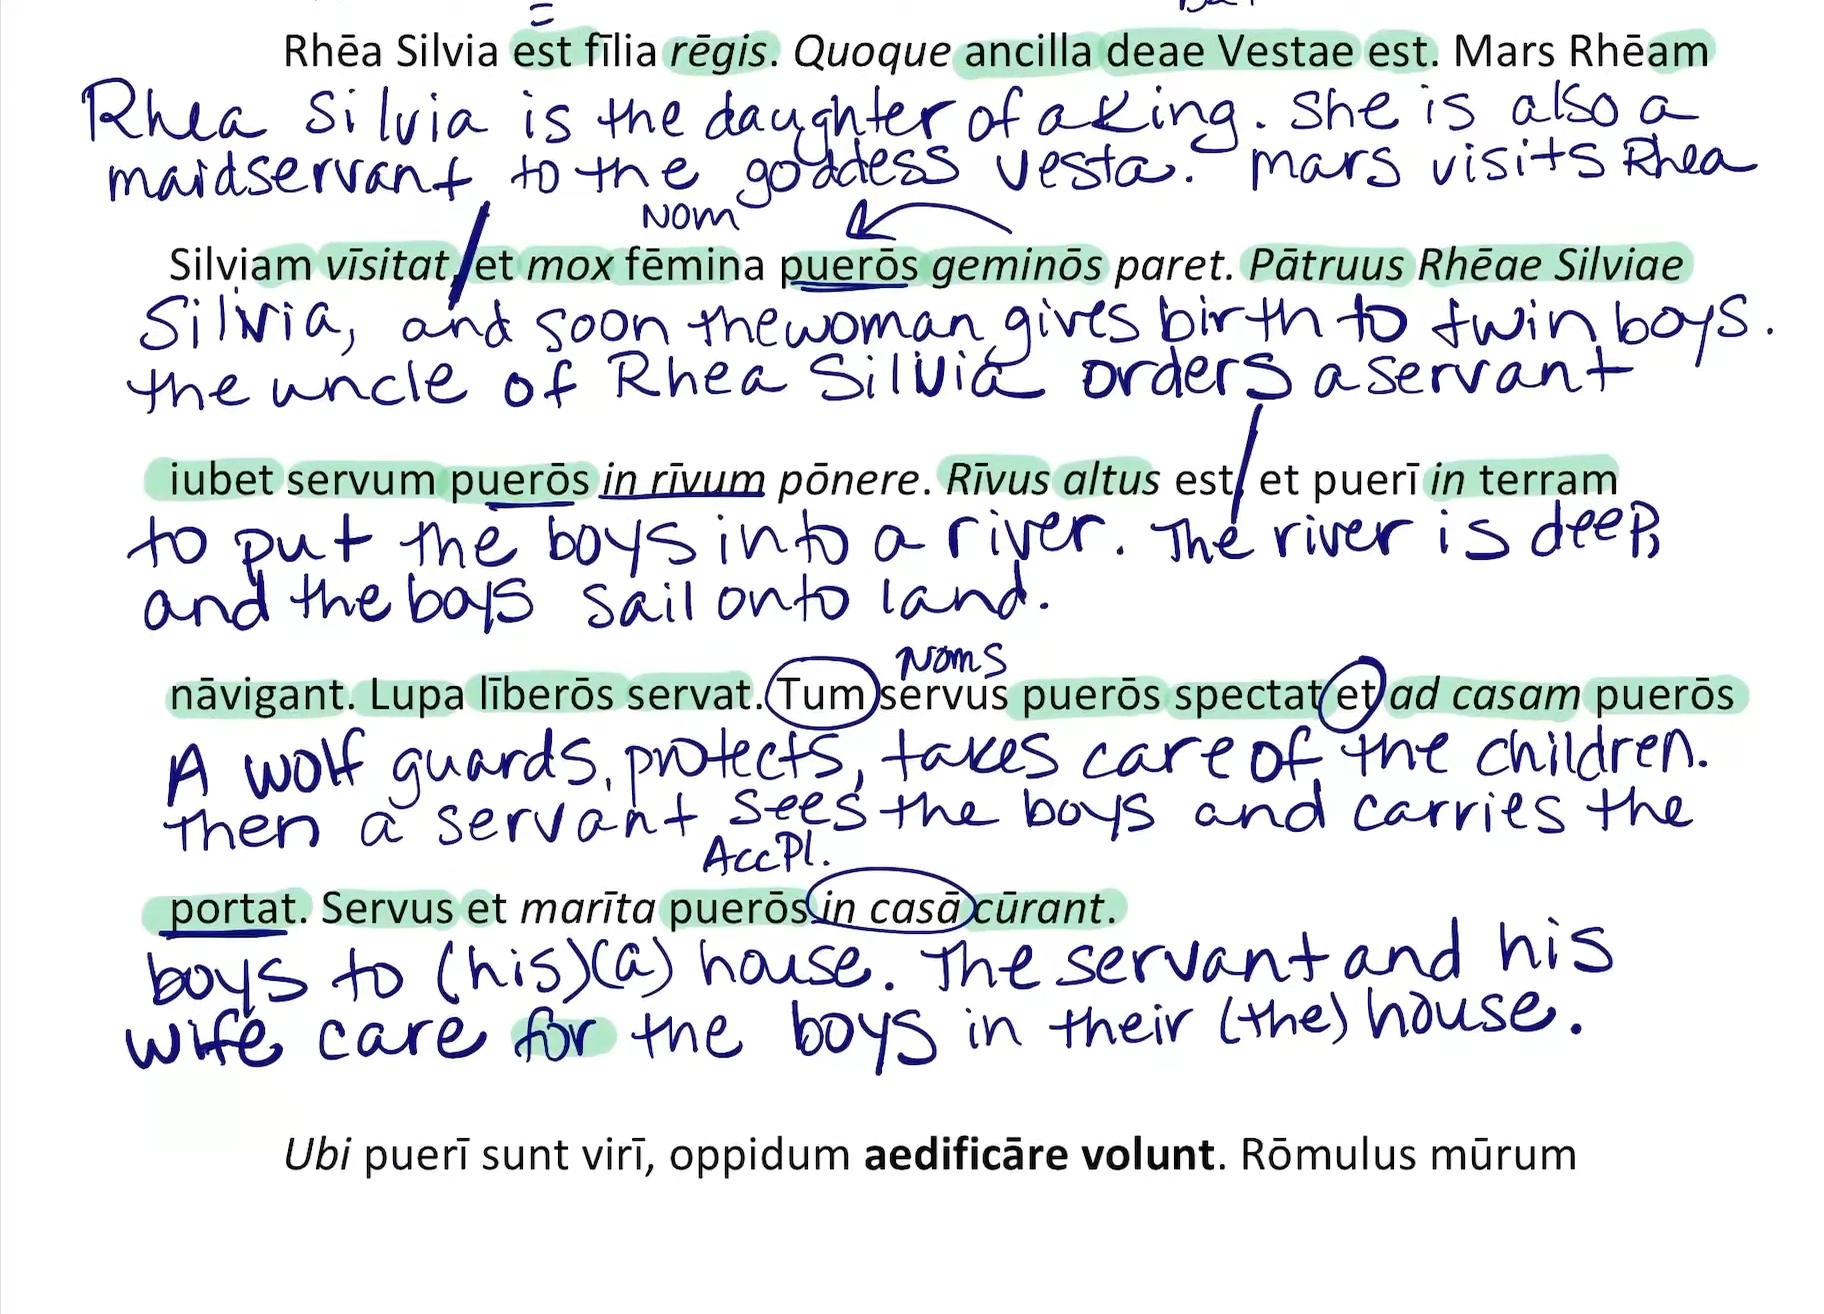 Rhēa Silvia est fīlia rēgis. Quoque ancilla deae Vestae est. Mars Rhēam
Rhea Silvia is the daughter of a king. She is also a
maidservant to the goddess Vesta. Mars visits Rhea
Nom
Silviam vīsitat, et mox fēmina puerōs geminōs paret. Pātruus Rhēae Silviae
Silvia, and soon the woman gives birth to twin boys.
the uncle of Rhea Silvia orders a servant
iubet servum puerōs in rīvum pōnere. Rīvus altus est, et puerī in terram
to put the boys into a river. The river is deep,
and the boys sail onto land.
Nom S
nāvigant. Lupa līberōs servat. Tum servus puerōs spectat et ad casam puerōs
A wolf guards, protects, takes care of the children.
Then a servant sees the boys and carries the
Acc Pl.
portat. Servus et marīta puerōs in casā cūrant.
boys to (his)(a) house. The servant and his
wife care for the boys in their (the) house.
Ubi puerī sunt virī, oppidum aedificāre volunt. Rōmulus mūrum